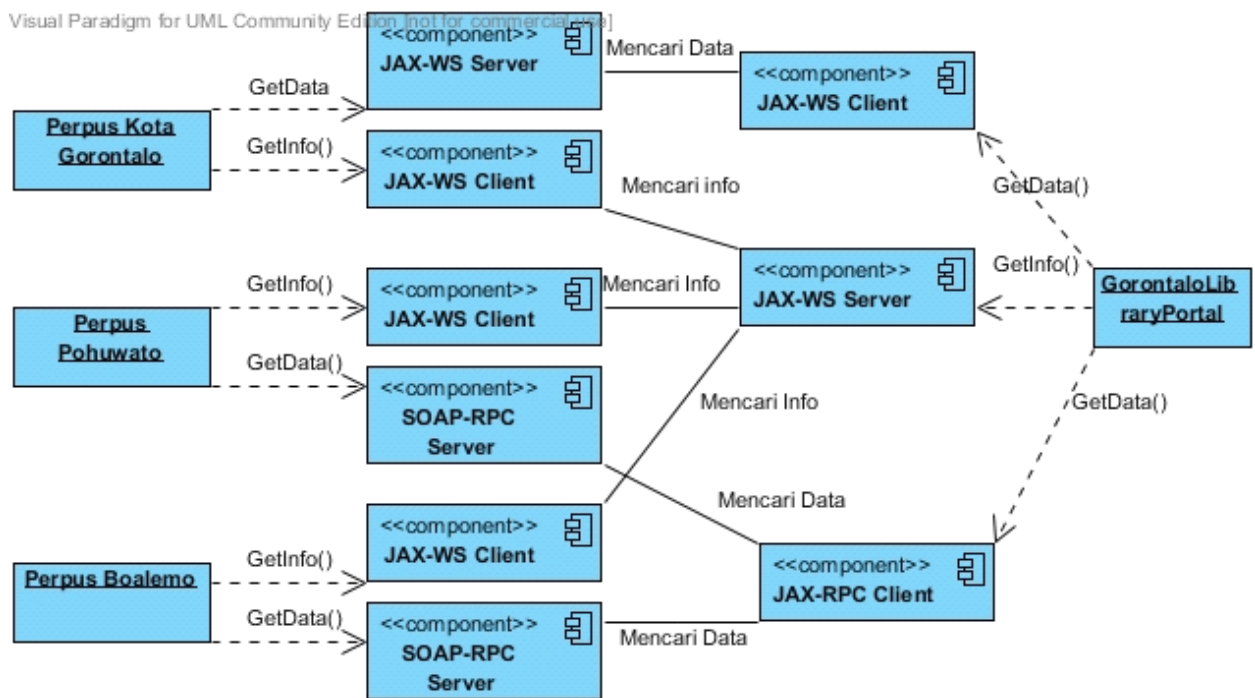 Visual Paradigm for UML Community Edition [not for commercial use]
<<component>>
JAX-WS Server
Mencari Data
<<component>>
JAX-WS Client
GetData
Perpus Kota
Gorontalo
GetInfo()
<<component>>
JAX-WS Client
Mencari info
GetData()
<<component>>
JAX-WS Server
GetInfo()
GorontaloLib
raryPortal
GetInfo()
<<component>>
JAX-WS Client
Mencari Info
Perpus
Pohuwato
GetData()
<<component>>
SOAP-RPC
Server
Mencari Info
GetData()
Mencari Data
<<component>>
JAX-WS Client
GetInfo()
Perpus Boalemo
<<component>>
JAX-RPC Client
GetData()
<<component>>
SOAP-RPC
Server
Mencari Data